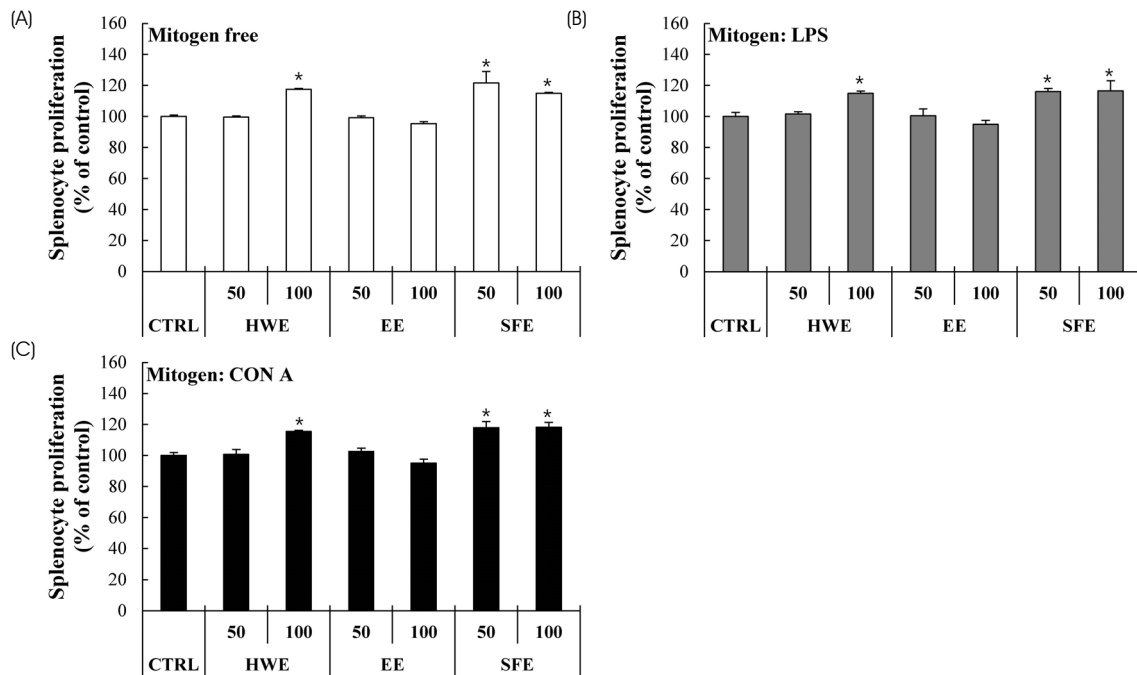 (A)
Mitogen free
Splenocyte proliferation
(% of control)
160
140
120
100
80
60
40
20
0
*
*
*
50 100 50 100 50 100
CTRL HWE EE SFE
(B)
Mitogen: LPS
Splenocyte proliferation
(% of control)
160
140
120
100
80
60
40
20
0
*
*
*
50 100 50 100 50 100
CTRL HWE EE SFE
(C)
Mitogen: CON A
Splenocyte proliferation
(% of control)
160
140
120
100
80
60
40
20
0
*
*
*
50 100 50 100 50 100
CTRL HWE EE SFE